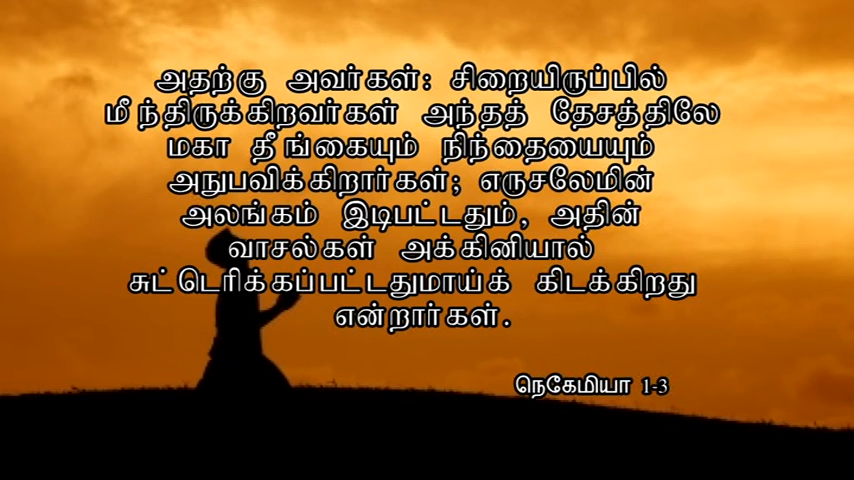 அதற்கு அவர்கள்: சிறையிருப்பில்
மீந்திருக்கிறவர்கள் அந்தத் தேசத்திலே
மகா தீங்கையும் நிந்தையையும்
அநுபவிக்கிறார்கள்; எருசலேமின்
அலங்கம் இடிபட்டதும், அதின்
வாசல்கள் அக்கினியால்
சுட்டெரிக்கப்பட்டதுமாய்க் கிடக்கிறது
என்றார்கள்.
நெகேமியா 1-3